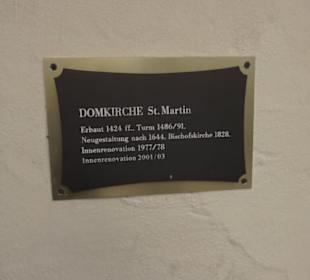 DOMKIRCHE St. Martin
Erbaut 1424 ff., Turm 1486/91.
Neugestaltung nach 1644, Bischofskirche 1828.
Innenrenovation 1977/78
Innenrenovation 2001/03